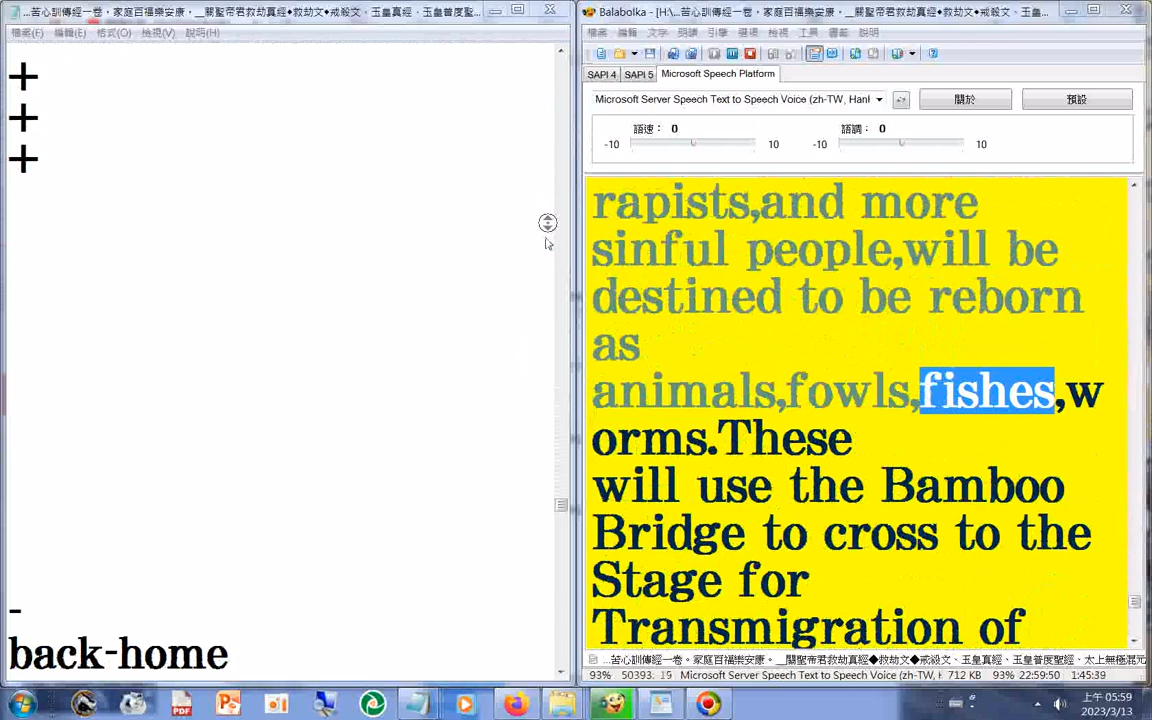 ...苦心訓傳經一卷，家庭百福樂安康，__關聖帝君救劫真經◆救劫文◆戒殺文、玉皇真經、玉皇普度聖...
檔案(F) 編輯(E) 格式(O) 檢視(V) 說明(H)
+
+
+
-
back-home
Balabolka - [H:\...苦心訓傳經一卷，家庭百福樂安康，__關聖帝君救劫真經◆救劫文◆戒殺文、玉皇真...
檔案 編輯 文字 朗讀 引擎 選項 檢視 工具 書籤 說明
SAPI 4 SAPI 5 Microsoft Speech Platform
Microsoft Server Speech Text to Speech Voice (zh-TW, Hanl 關於 預設
語速： 0 語調： 0
-10 10 -10 10
rapists,and more
sinful people,will be
destined to be reborn
as
animals,fowls,fishes,w
orms.These
will use the Bamboo
Bridge to cross to the
Stage for
Transmigration of
...苦心訓傳經一卷。家庭百福樂安康，__關聖帝君救劫真經◆救劫文◆戒殺文、玉皇真經、玉皇普度聖經、太上無極混元
93% 50393: 15 Microsoft Server Speech Text to Speech Voice (zh-TW, H 712 KB 93% 22:59:50 1:45:39
上午 05:59
2023/3/13